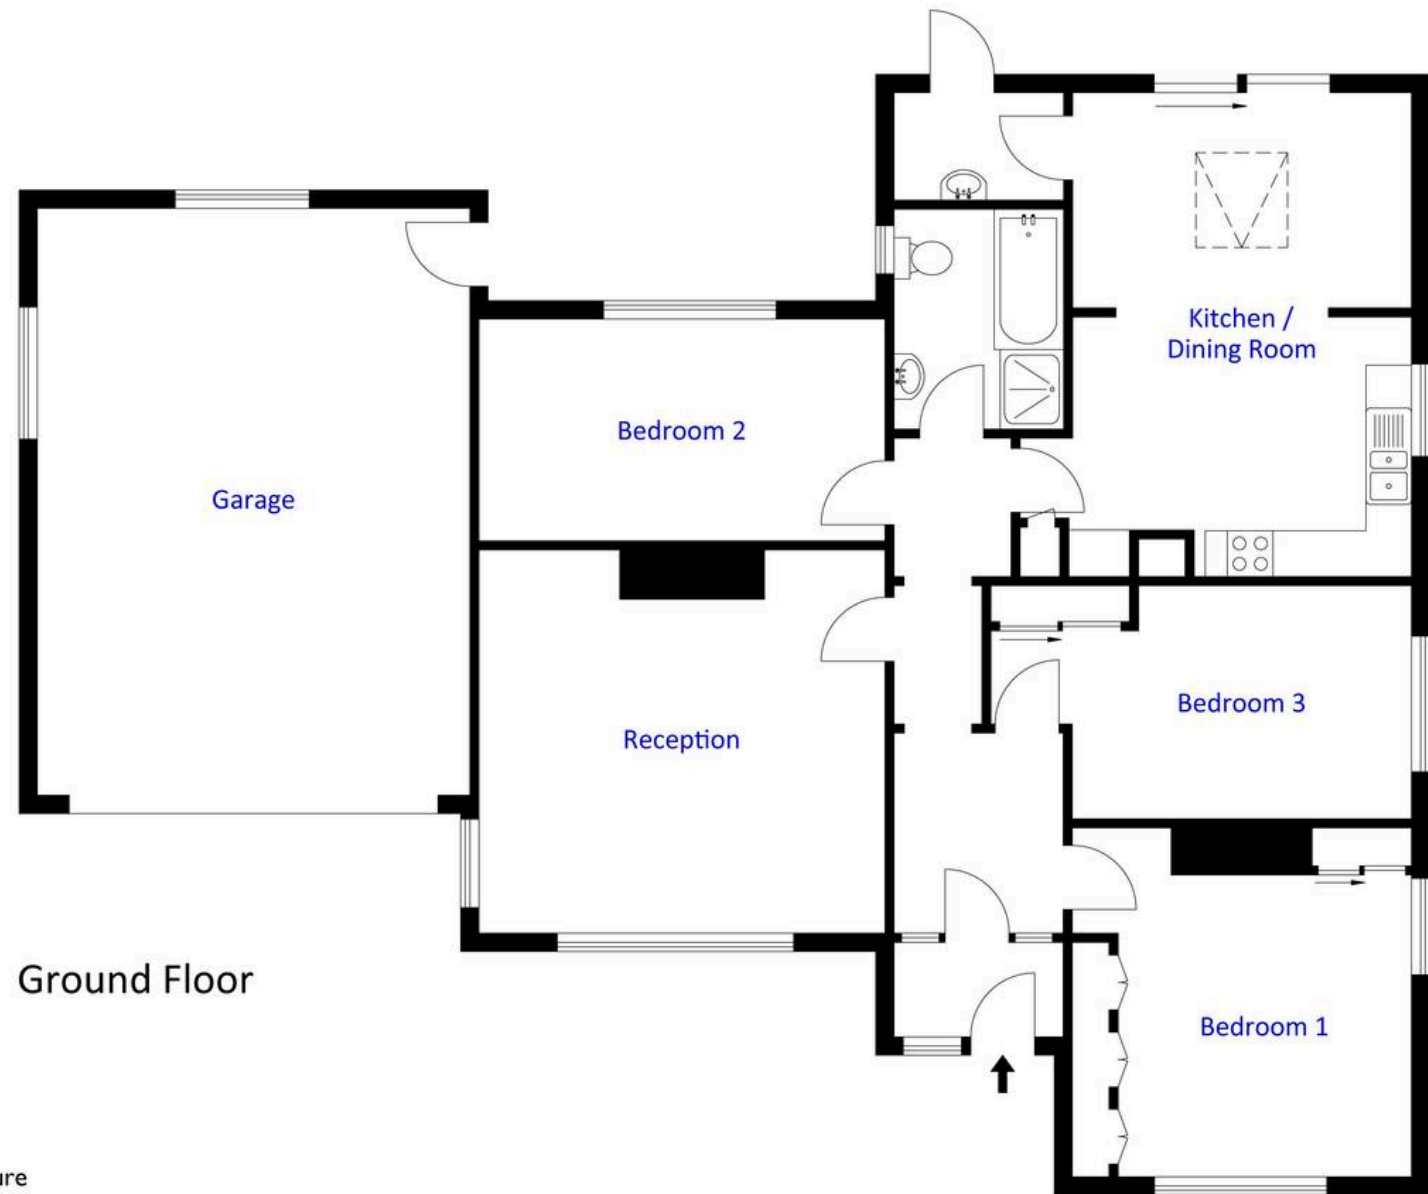 Kitchen /
Dining Room
Bedroom 2
Garage
Bedroom 3
Reception
Ground Floor
Bedroom 1